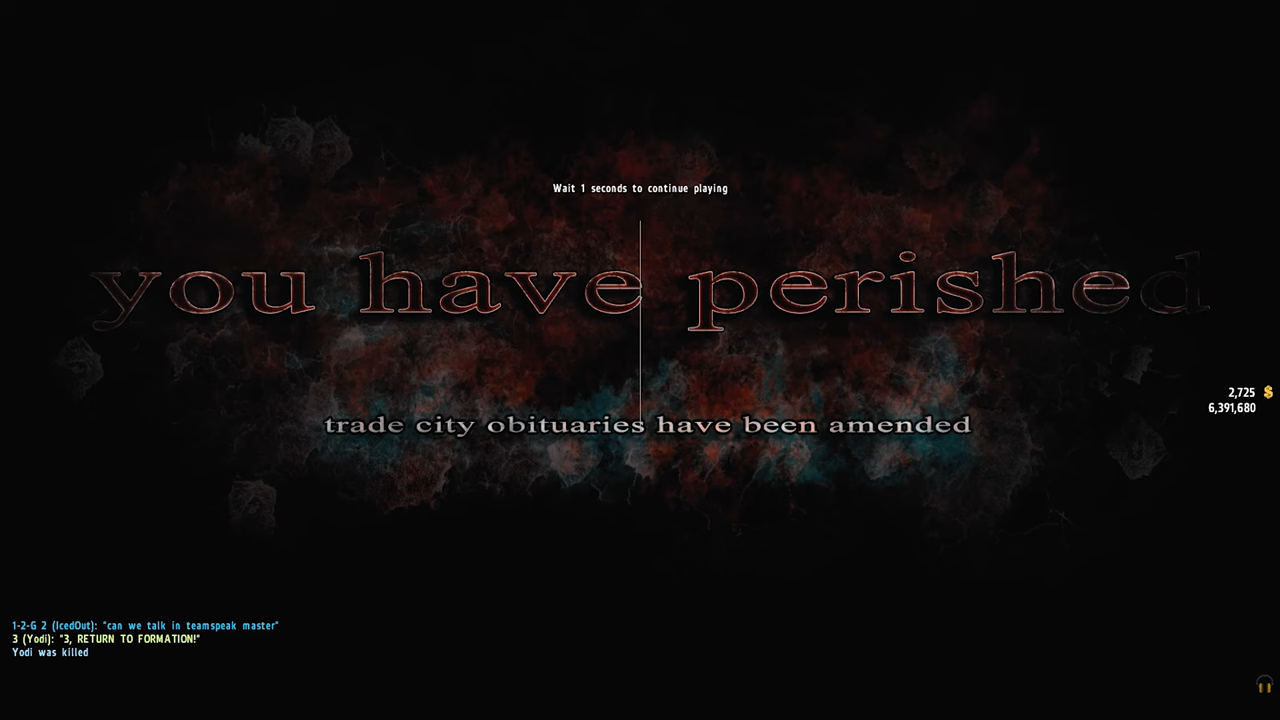 Wait 1 seconds to continue playing
you have perished
2,725 $
6,391,680
trade city obituaries have been amended
1-2-G 2 (IcedOut): "can we talk in teamspeak master"
3 (Yodi): "3, RETURN TO FORMATION!"
Yodi was killed